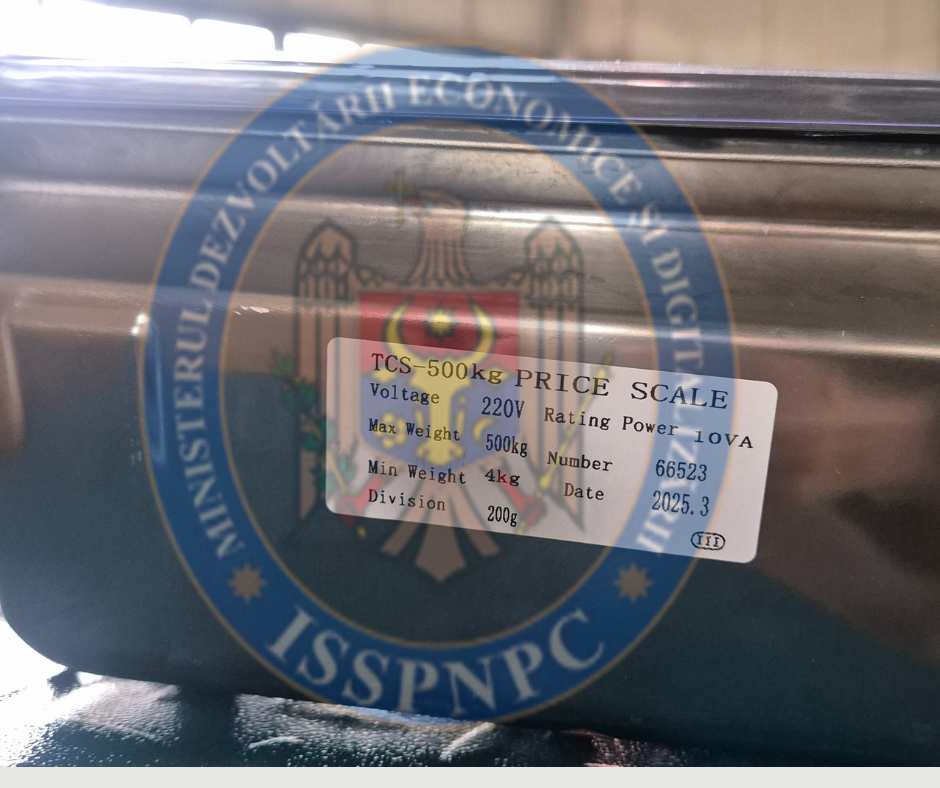 MINISTERUL DEZVOLTĂRII ECONOMICE ȘI DIGITALIZĂRII
TCS-500kg PRICE SCALE
Voltage 220V Rating Power 10VA
Max Weight 500kg Number 66523
Min Weight 4kg Date 2025.3
Division 200g
III
ISSPNPC